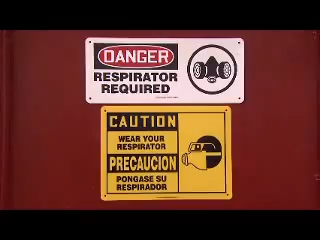 DANGER
RESPIRATOR
REQUIRED
CAUTION
WEAR YOUR
RESPIRATOR
PRECAUCION
PONGASE SU
RESPIRADOR